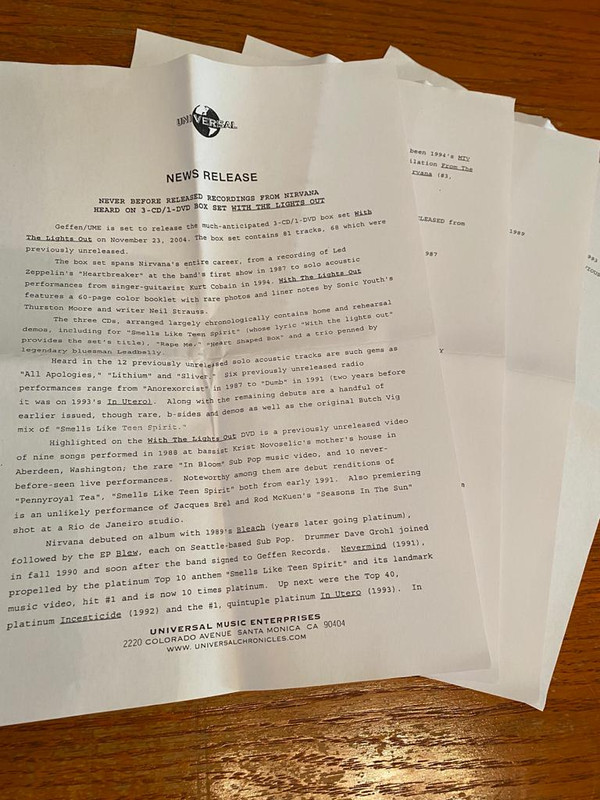 UNIVERSAL
NEWS RELEASE
NEVER BEFORE RELEASED RECORDINGS FROM NIRVANA
HEARD ON 3-CD/1-DVD BOX SET WITH THE LIGHTS OUT
Geffen/UME is set to release the much-anticipated 3-CD/1-DVD box set With
The Lights Out on November 23, 2004. The box set contains 81 tracks, 68 which were
previously unreleased.
The box set spans Nirvana's entire career, from a recording of Led
Zeppelin's "Heartbreaker" at the band's first show in 1987 to solo acoustic
performances from singer-guitarist Kurt Cobain in 1994. With The Lights Out
features a 60-page color booklet with rare photos and liner notes by Sonic Youth's
Thurston Moore and writer Neil Strauss.
The three CDs, arranged largely chronologically contains home and rehearsal
demos, including for "Smells Like Teen Spirit" (whose lyric "With the lights out"
provides the set's title), "Rape Me," "Heart Shaped Box" and a trio penned by
legendary bluesman Leadbelly.
Heard in the 12 previously unreleased solo acoustic tracks are such gems as
"All Apologies," "Lithium" and "Sliver." Six previously unreleased radio
performances range from "Anorexorcist" in 1987 to "Dumb" in 1991 (two years before
it was on 1993's In Utero). Along with the remaining debuts are a handful of
earlier issued, though rare, b-sides and demos as well as the original Butch Vig
mix of "Smells Like Teen Spirit."
Highlighted on the With The Lights Out DVD is a previously unreleased video
of nine songs performed in 1988 at bassist Krist Novoselic's mother's house in
Aberdeen, Washington; the rare "In Bloom" Sub Pop music video, and 10 never-
before-seen live performances. Noteworthy among them are debut renditions of
"Pennyroyal Tea", "Smells Like Teen Spirit" both from early 1991. Also premiering
is an unlikely performance of Jacques Brel and Rod McKuen's "Seasons In The Sun"
shot at a Rio de Janeiro studio.
Nirvana debuted on album with 1989's Bleach (years later going platinum),
followed by the EP Blew, each on Seattle-based Sub Pop. Drummer Dave Grohl joined
in fall 1990 and soon after the band signed to Geffen Records. Nevermind (1991),
propelled by the platinum Top 10 anthem "Smells Like Teen Spirit" and its landmark
music video, hit #1 and is now 10 times platinum. Up next were the Top 40,
platinum Incesticide (1992) and the #1, quintuple platinum In Utero (1993). In
UNIVERSAL MUSIC ENTERPRISES
2220 COLORADO AVENUE SANTA MONICA CA 90404
WWW.UNIVERSALCHRONICLES.COM
been 1994's MTV
ilation From The
rvana (#3,
LEASED from
987
Y
s
1989